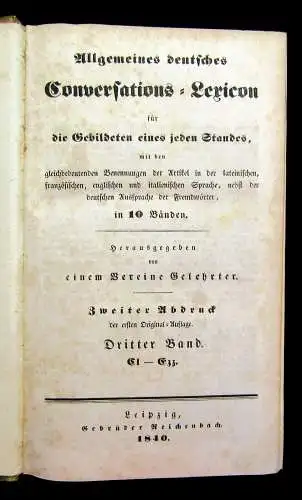 Allgemeines deutsches
Conversations-Lexicon
für
die Gebildeten eines jeden Standes,
mit den
gleichbedeutenden Benennungen der Artikel in der lateinischen,
französischen, englischen und italienischen Sprache, nebst der
deutschen Aussprache der Fremdwörter,
in 10 Bänden.
Herausgegeben
von
einem Vereine Gelehrter.
Zweiter Abdruck
der ersten Original-Auflage.
Dritter Band.
Cl — Ezz.
Leipzig,
Gebrüder Reichenbach.
1840.